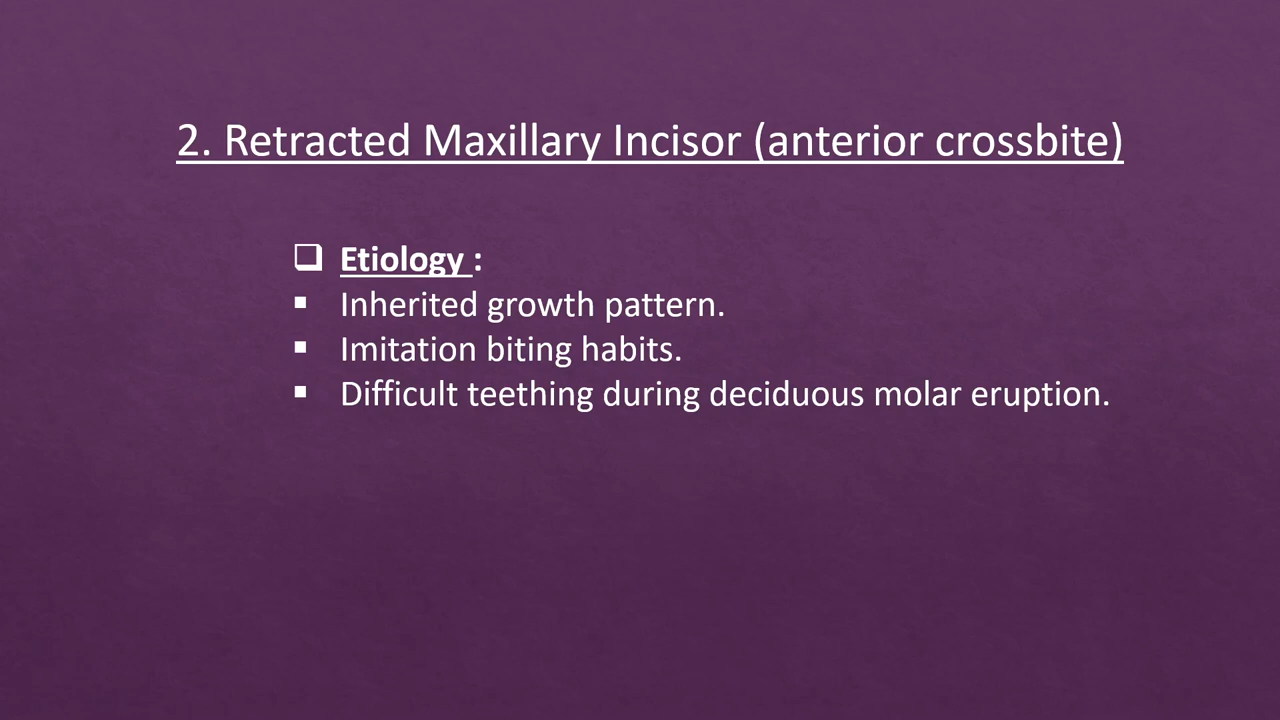 2. Retracted Maxillary Incisor (anterior crossbite)
❑ Etiology :
▪ Inherited growth pattern.
▪ Imitation biting habits.
▪ Difficult teething during deciduous molar eruption.